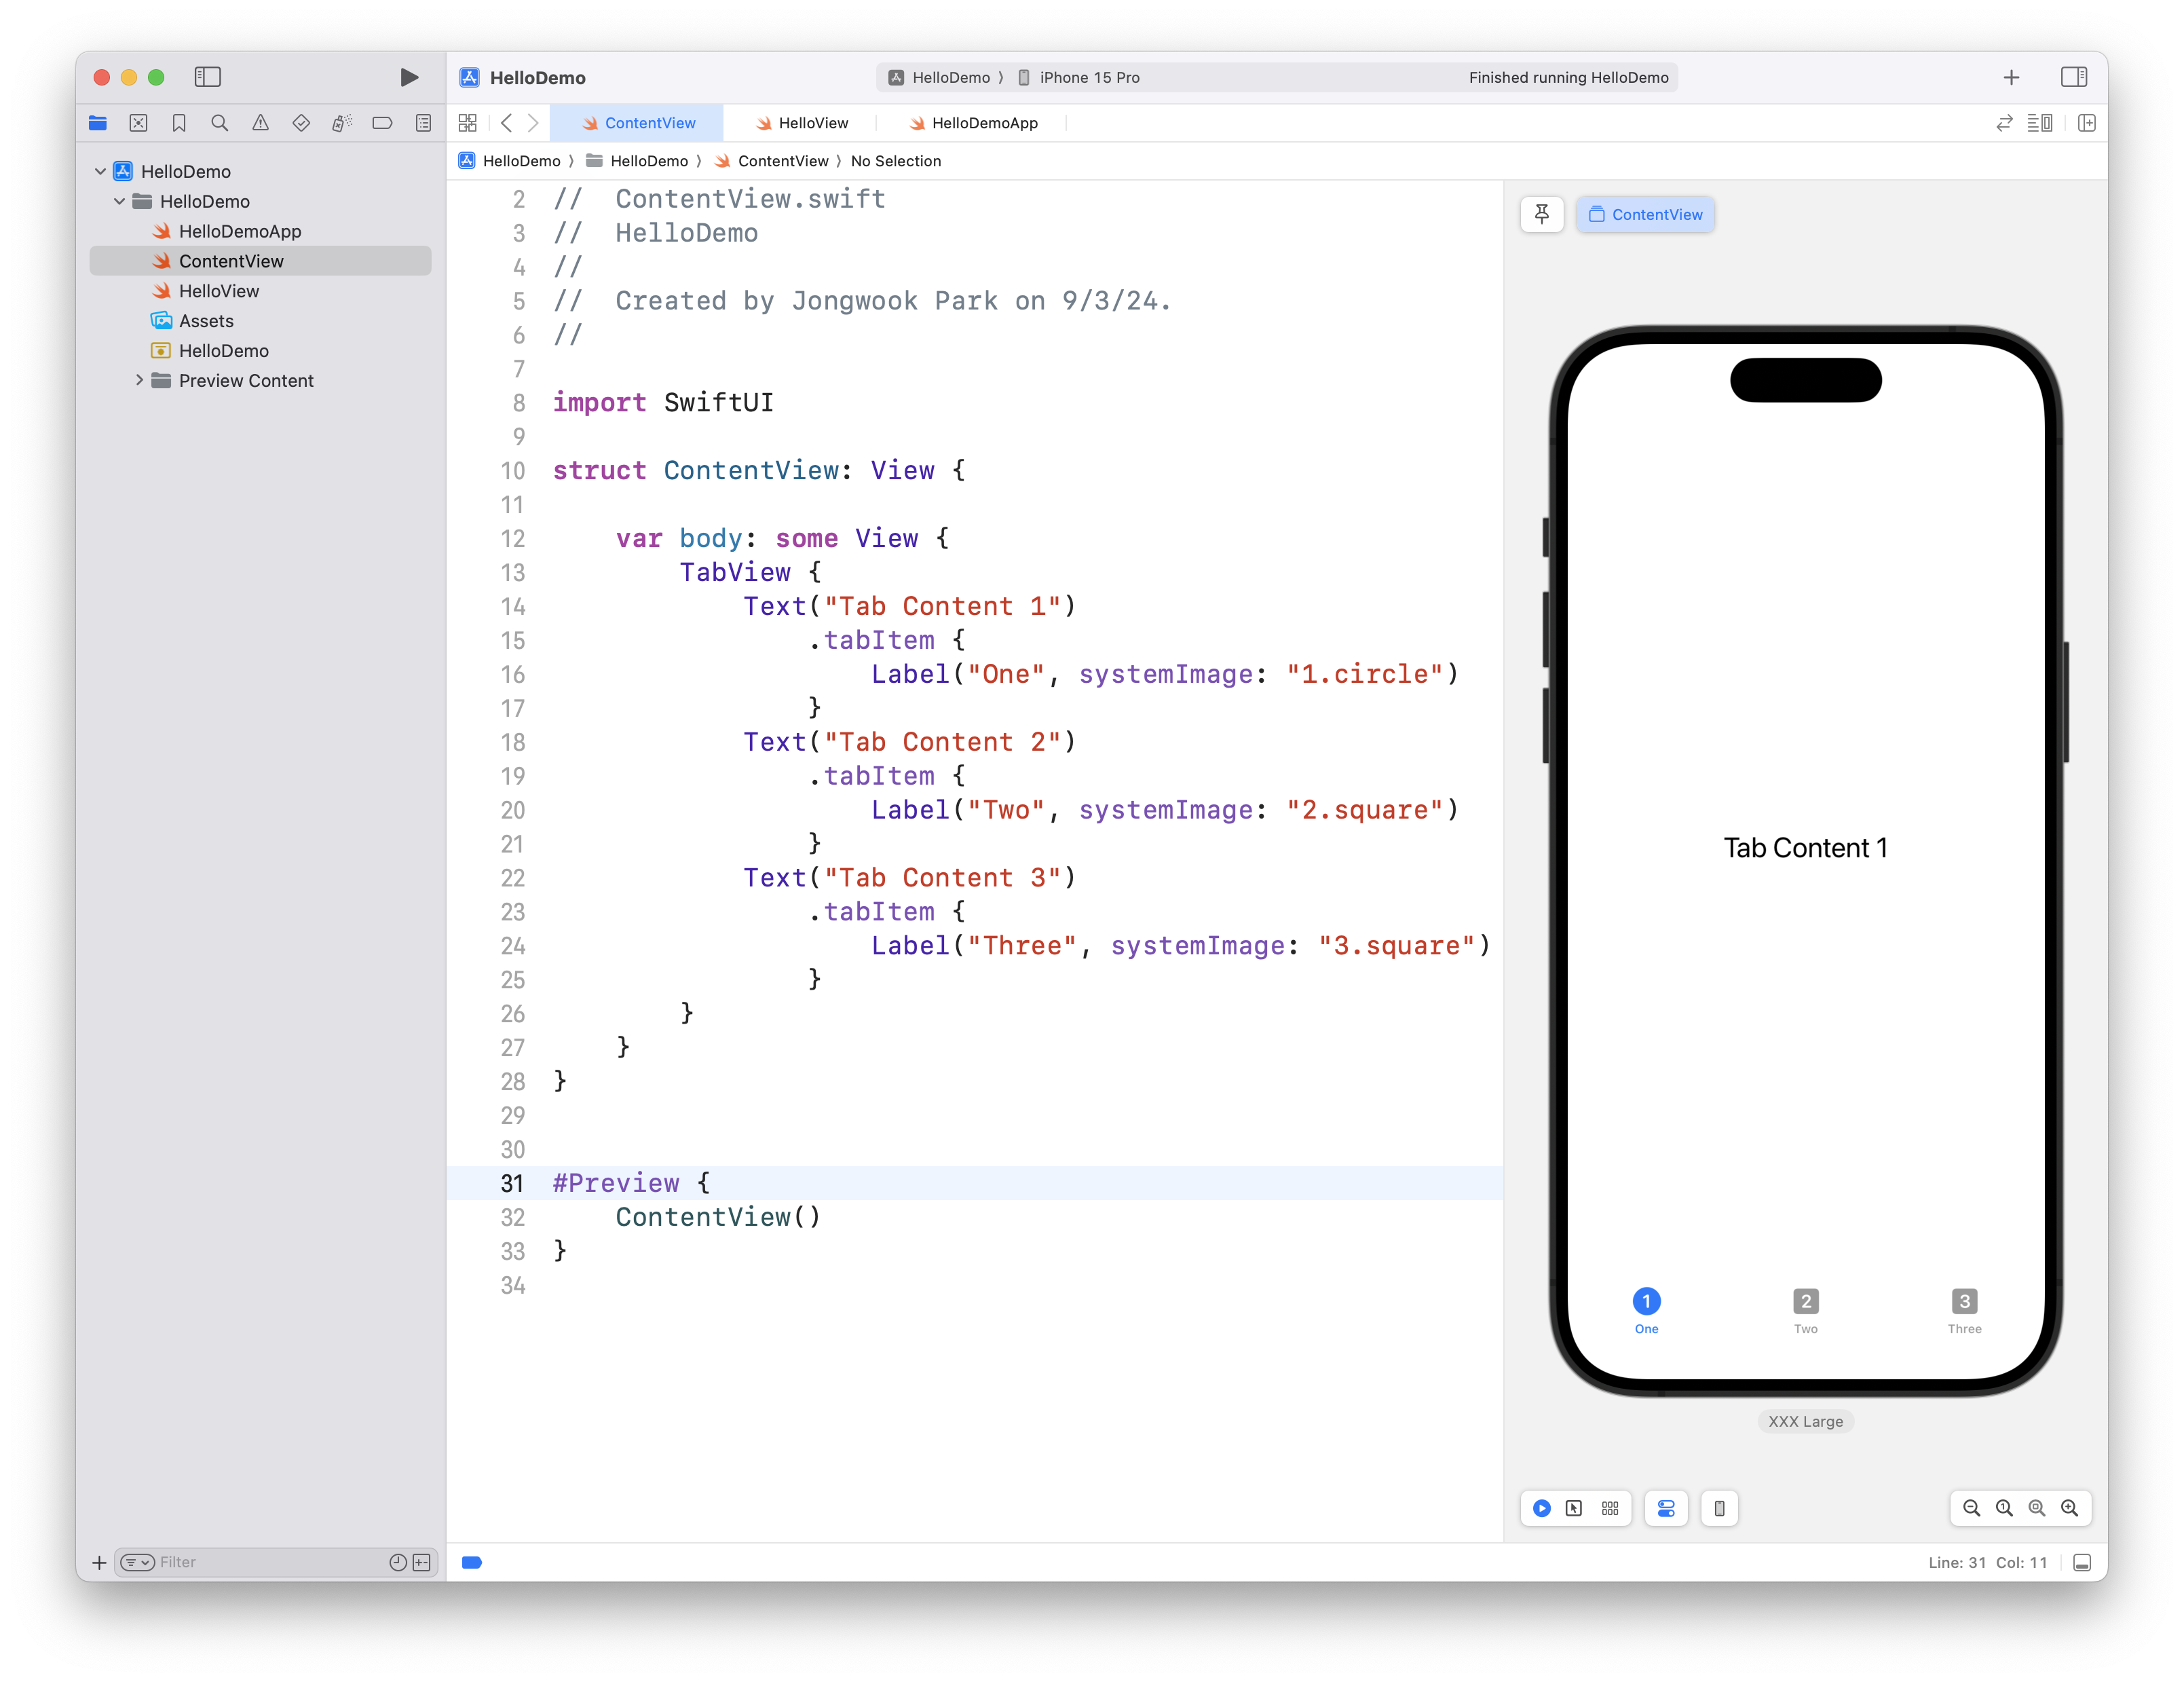 HelloDemo
HelloDemo
iPhone 15 Pro
Finished running HelloDemo
ContentView
HelloView
HelloDemoApp
HelloDemo
HelloDemo
ContentView
No Selection
HelloDemo
HelloDemo
HelloDemoApp
ContentView
HelloView
Assets
HelloDemo
Preview Content
2 //  ContentView.swift
3 //  HelloDemo
4 //
5 //  Created by Jongwook Park on 9/3/24.
6 //
7
8 import SwiftUI
9
10 struct ContentView: View {
11
12     var body: some View {
13         TabView {
14             Text("Tab Content 1")
15                 .tabItem {
16                     Label("One", systemImage: "1.circle")
17                 }
18             Text("Tab Content 2")
19                 .tabItem {
20                     Label("Two", systemImage: "2.square")
21                 }
22             Text("Tab Content 3")
23                 .tabItem {
24                     Label("Three", systemImage: "3.square")
25                 }
26         }
27     }
28 }
29
30
31 #Preview {
32     ContentView()
33 }
34
ContentView
Tab Content 1
1
2
3
One
Two
Three
XXX Large
Filter
Line: 31 Col: 11